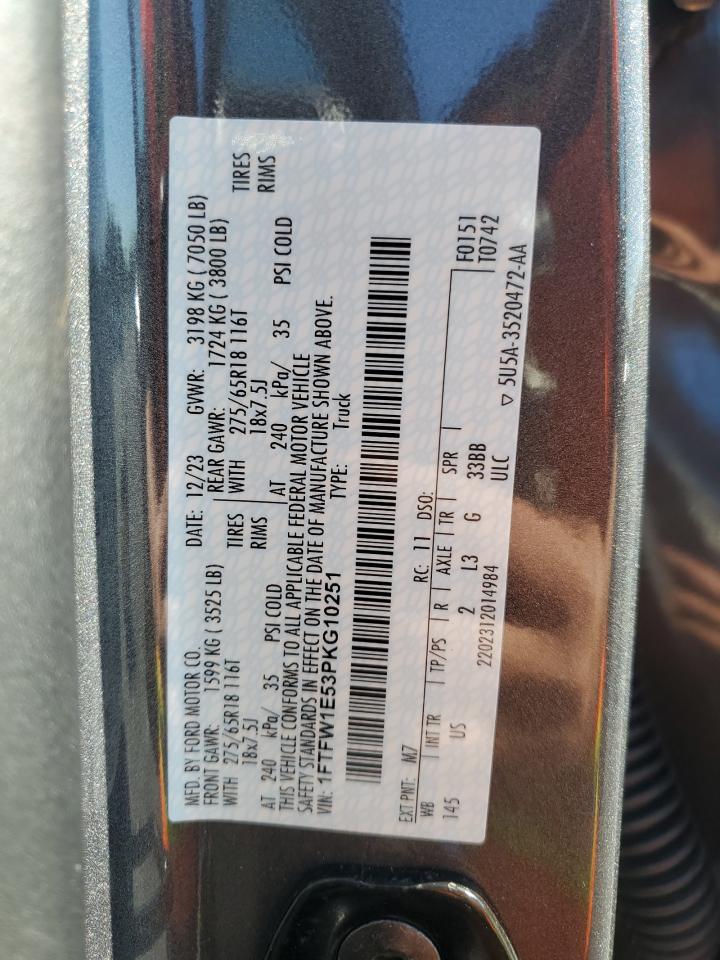 MFD. BY FORD MOTOR CO.
DATE: 12/23 GVWR: 3198 KG ( 7050 LB)
FRONT GAWR: 1599 KG ( 3525 LB)
REAR GAWR: 1724 KG ( 3800 LB)
WITH 275/65R18 116T TIRES
WITH 275/65R18 116T TIRES
18x7.5J RIMS
18x7.5J RIMS
AT 240 kPa/ 35 PSI COLD
AT 240 kPa/ 35 PSI COLD
THIS VEHICLE CONFORMS TO ALL APPLICABLE FEDERAL MOTOR VEHICLE
SAFETY STANDARDS IN EFFECT ON THE DATE OF MANUFACTURE SHOWN ABOVE.
VIN: 1FTFW1E53PKG10251 TYPE: Truck
EXT PNT: M7 RC: 11 DSO:
WB INT TR TP/PS R AXLE TR SPR F0151
145 US 2 L3 G 33BB T0742
2202312014984 ULC
▽ 5U5A-3520472-AA